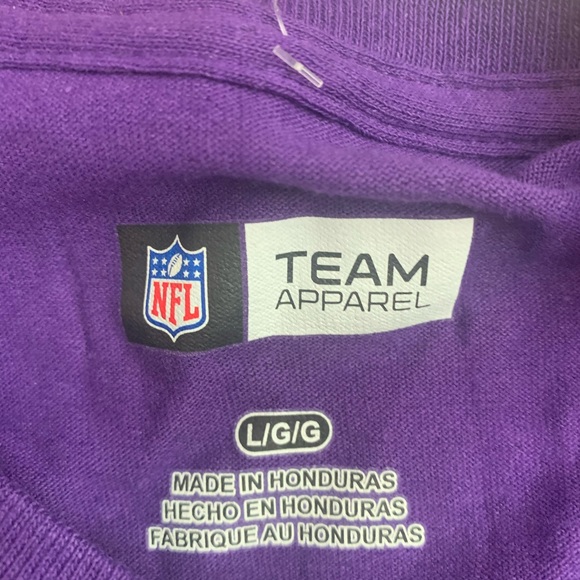 NFL
TEAM
APPAREL
L/G/G
MADE IN HONDURAS
HECHO EN HONDURAS
FABRIQUE AU HONDURAS